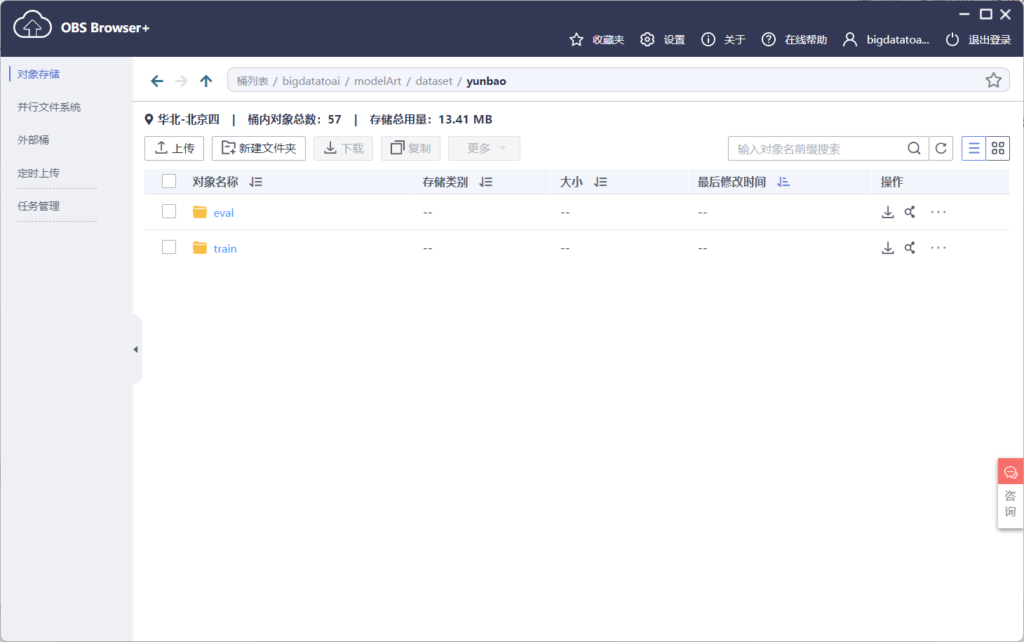 OBS Browser+
收藏夹 设置 关于 在线帮助 bigdatatoa... 退出登录
对象存储
并行文件系统
外部桶
定时上传
任务管理
桶列表 / bigdatatoai / modelArt / dataset / yunbao
华北-北京四 | 桶内对象总数：57 | 存储总用量：13.41 MB
上传 新建文件夹 下载 复制 更多 输入对象名前缀搜索
对象名称 存储类别 大小 最后修改时间 操作
eval -- -- --
train -- -- --
咨
询